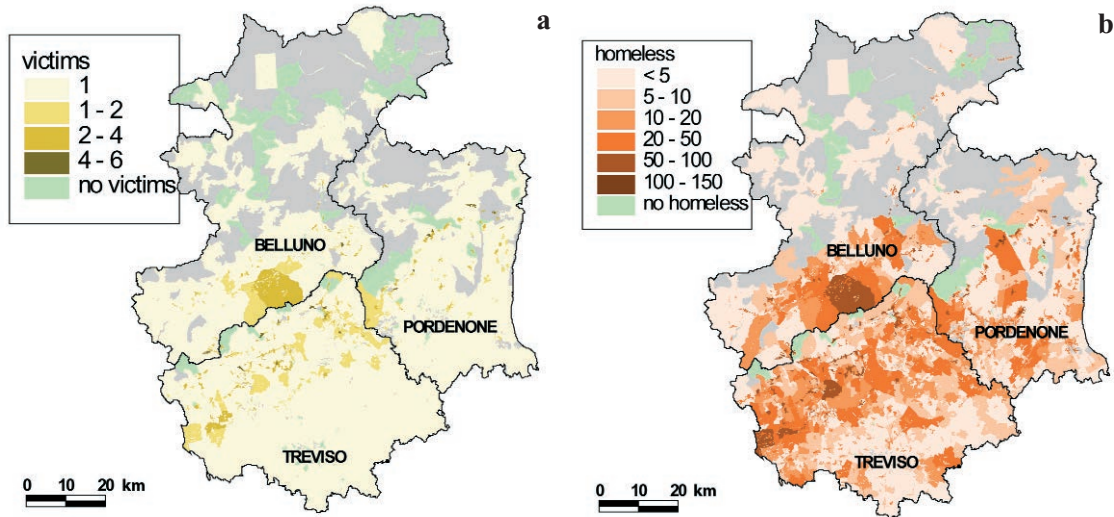 a
victims
1
1 - 2
2 - 4
4 - 6
no victims
BELLUNO
PORDENONE
TREVISO
0 10 20 km
b
homeless
< 5
5 - 10
10 - 20
20 - 50
50 - 100
100 - 150
no homeless
BELLUNO
PORDENONE
TREVISO
0 10 20 km